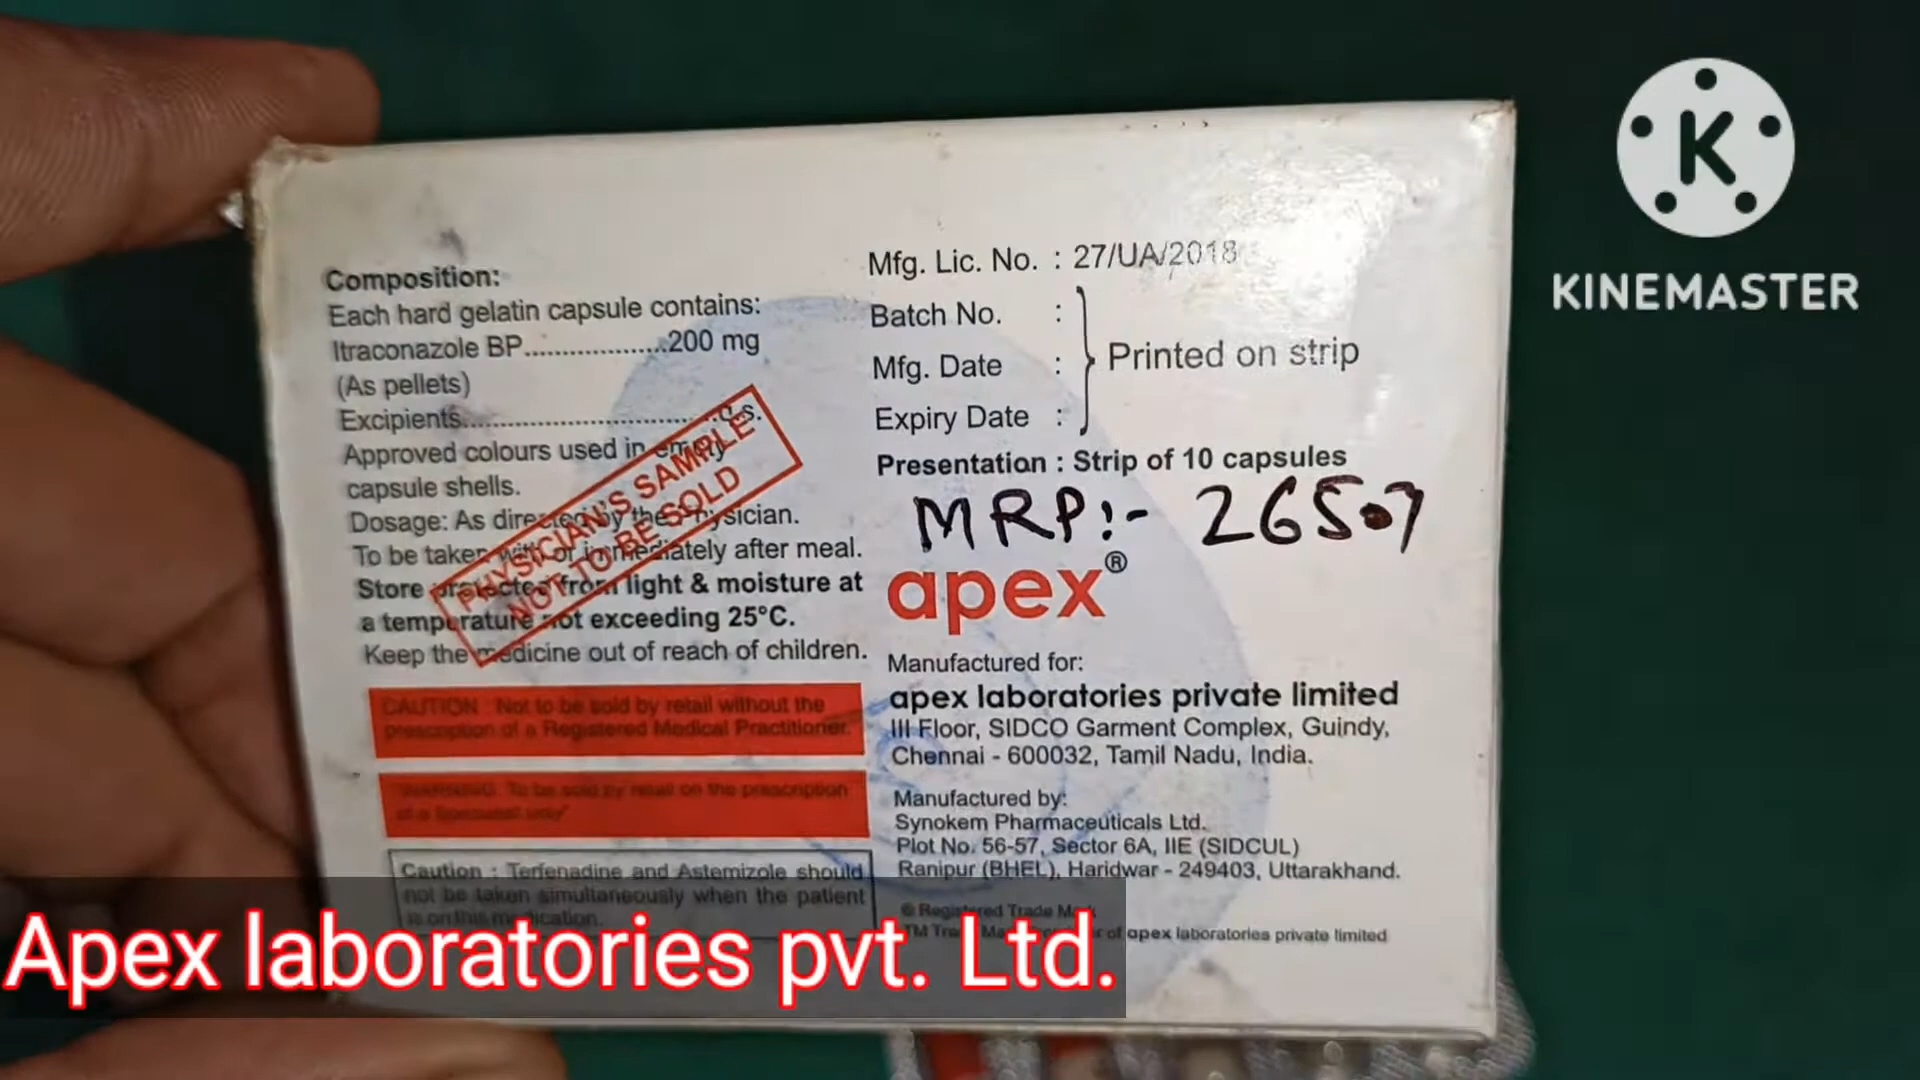 KINEMASTER
Composition:
Each hard gelatin capsule contains:
Itraconazole BP..................200 mg
(As pellets)
Excipients................................q.s.
Approved colours used in empty
capsule shells.
Dosage: As directed by the Physician.
To be taken with or immediately after meal.
Store protected from light & moisture at
a temperature not exceeding 25°C.
Keep the medicine out of reach of children.
PHYSICIAN'S SAMPLE
NOT TO BE SOLD
CAUTION : Not to be sold by retail without the
prescription of a Registered Medical Practitioner.
"WARNING: To be sold by retail on the prescription
of a Specialist only"
Caution : Terfenadine and Astemizole should
not be taken simultaneously when the patient
is on this medication.
Mfg. Lic. No. : 27/UA/2018
Batch No. :
Mfg. Date :
Expiry Date :
Printed on strip
Presentation : Strip of 10 capsules
MRP:- 265.7
apex®
Manufactured for:
apex laboratories private limited
III Floor, SIDCO Garment Complex, Guindy,
Chennai - 600032, Tamil Nadu, India.
Manufactured by:
Synokem Pharmaceuticals Ltd.
Plot No. 56-57, Sector 6A, IIE (SIDCUL)
Ranipur (BHEL), Haridwar - 249403, Uttarakhand.
® Registered Trade Mark
TM Trade Mark of apex laboratories private limited
Apex laboratories pvt. Ltd.